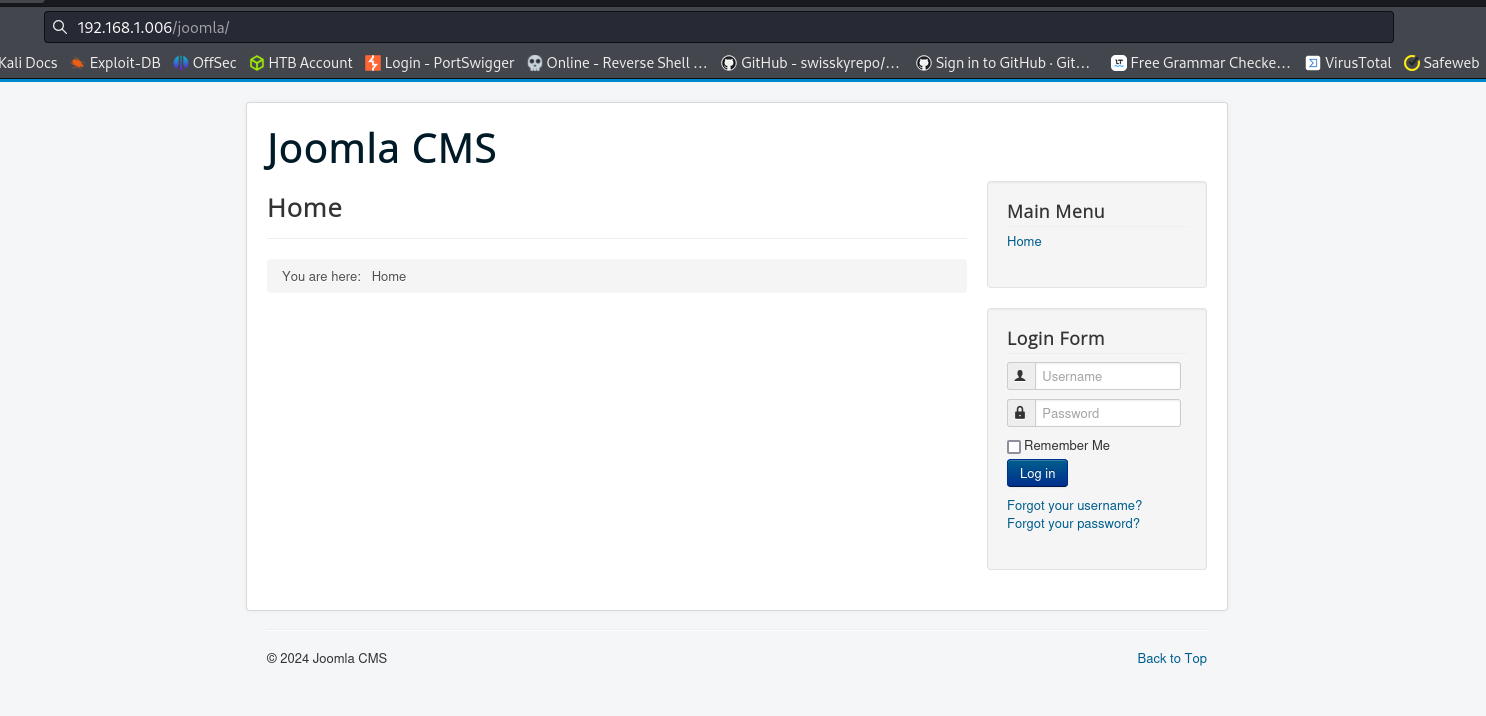 192.168.1.006/joomla/
Kali Docs Exploit-DB OffSec HTB Account Login - PortSwigger Online - Reverse Shell ... GitHub - swisskyrepo/... Sign in to GitHub · Git... Free Grammar Checke... VirusTotal Safeweb
Joomla CMS
Home
You are here: Home
Main Menu
Home
Login Form
Username
Password
Remember Me
Log in
Forgot your username?
Forgot your password?
© 2024 Joomla CMS
Back to Top